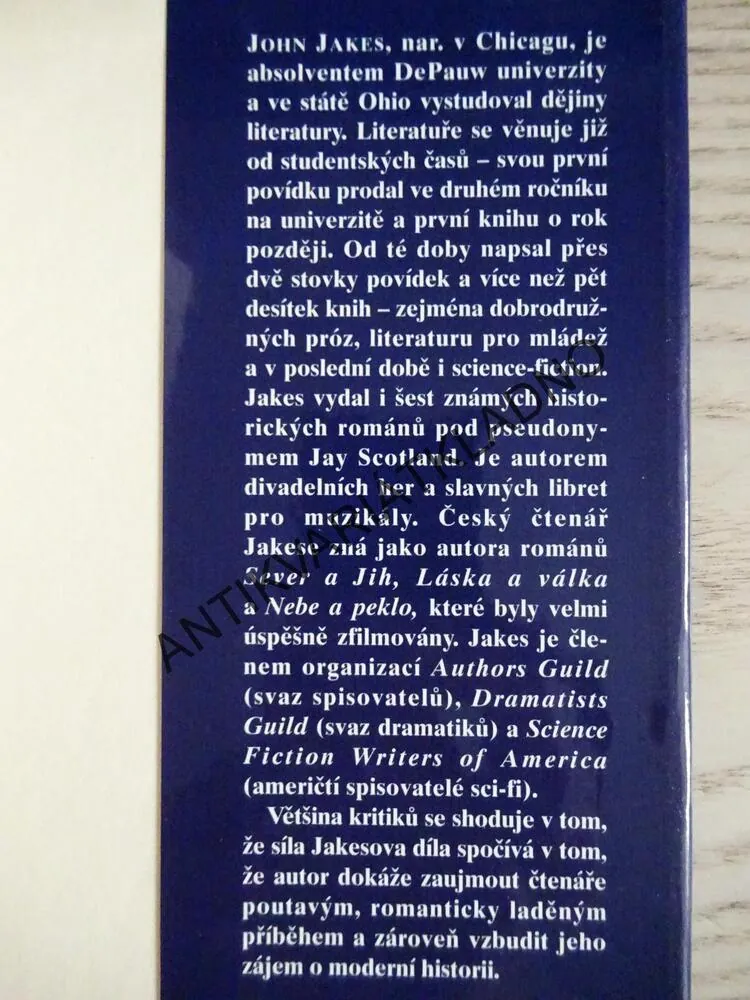 JOHN JAKES, nar. v Chicagu, je
absolventem DePauw univerzity
a ve státě Ohio vystudoval dějiny
literatury. Literatuře se věnuje již
od studentských časů – svou první
povídku prodal ve druhém ročníku
na univerzitě a první knihu o rok
později. Od té doby napsal přes
dvě stovky povídek a více než pět
desítek knih – zejména dobrodruž-
ných próz, literaturu pro mládež
a v poslední době i science-fiction.
Jakes vydal i šest známých histo-
rických románů pod pseudony-
mem Jay Scotland. Je autorem
divadelních her a slavných libret
pro muzikály. Český čtenář
Jakese zná jako autora románů
Sever a Jih, Láska a válka
a Nebe a peklo, které byly velmi
úspěšně zfilmovány. Jakes je čle-
nem organizací Authors Guild
(svaz spisovatelů), Dramatists
Guild (svaz dramatiků) a Science
Fiction Writers of America
(američtí spisovatelé sci-fi).
Většina kritiků se shoduje v tom,
že síla Jakesova díla spočívá v tom,
že autor dokáže zaujmout čtenáře
poutavým, romanticky laděným
příběhem a zároveň vzbudit jeho
zájem o moderní historii.
ANTIKVARIÁTKLADNO